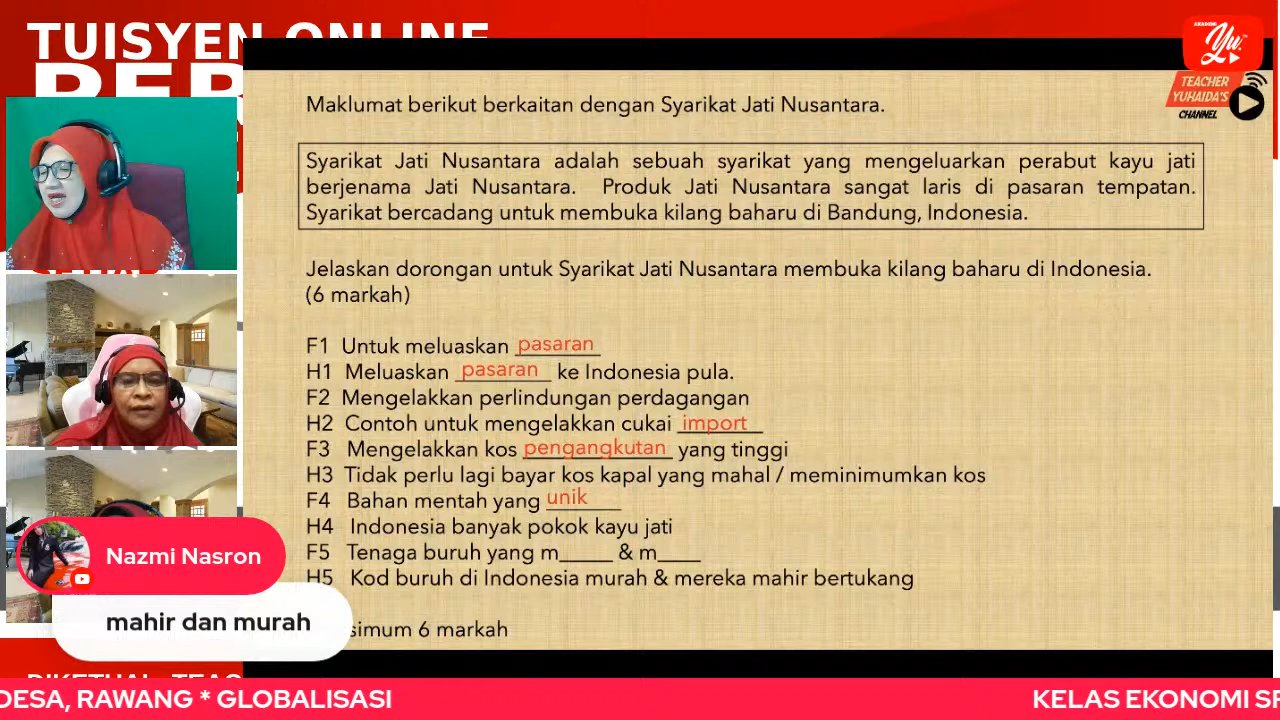 TUISYEN ONLINE
AKADEMI
Yu.
TEACHER
YUHAIDA'S
CHANNEL
Maklumat berikut berkaitan dengan Syarikat Jati Nusantara.
Syarikat Jati Nusantara adalah sebuah syarikat yang mengeluarkan perabut kayu jati
berjenama Jati Nusantara. Produk Jati Nusantara sangat laris di pasaran tempatan.
Syarikat bercadang untuk membuka kilang baharu di Bandung, Indonesia.
Jelaskan dorongan untuk Syarikat Jati Nusantara membuka kilang baharu di Indonesia.
(6 markah)
F1 Untuk meluaskan pasaran
H1 Meluaskan pasaran ke Indonesia pula.
F2 Mengelakkan perlindungan perdagangan
H2 Contoh untuk mengelakkan cukai import
F3 Mengelakkan kos pengangkutan yang tinggi
H3 Tidak perlu lagi bayar kos kapal yang mahal / meminimumkan kos
F4 Bahan mentah yang unik
H4 Indonesia banyak pokok kayu jati
F5 Tenaga buruh yang m_____ & m____
H5 Kod buruh di Indonesia murah & mereka mahir bertukang
simum 6 markah
Nazmi Nasron
mahir dan murah
DESA, RAWANG * GLOBALISASI
KELAS EKONOMI SP